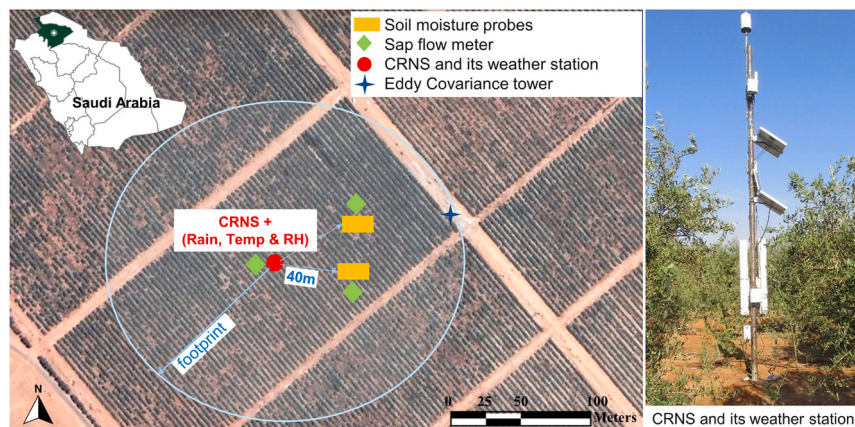 Saudi Arabia
Soil moisture probes
Sap flow meter
CRNS and its weather station
Eddy Covariance tower
CRNS +
(Rain, Temp & RH)
40m
footprint
N
0 25 50 100
Meters
CRNS and its weather station